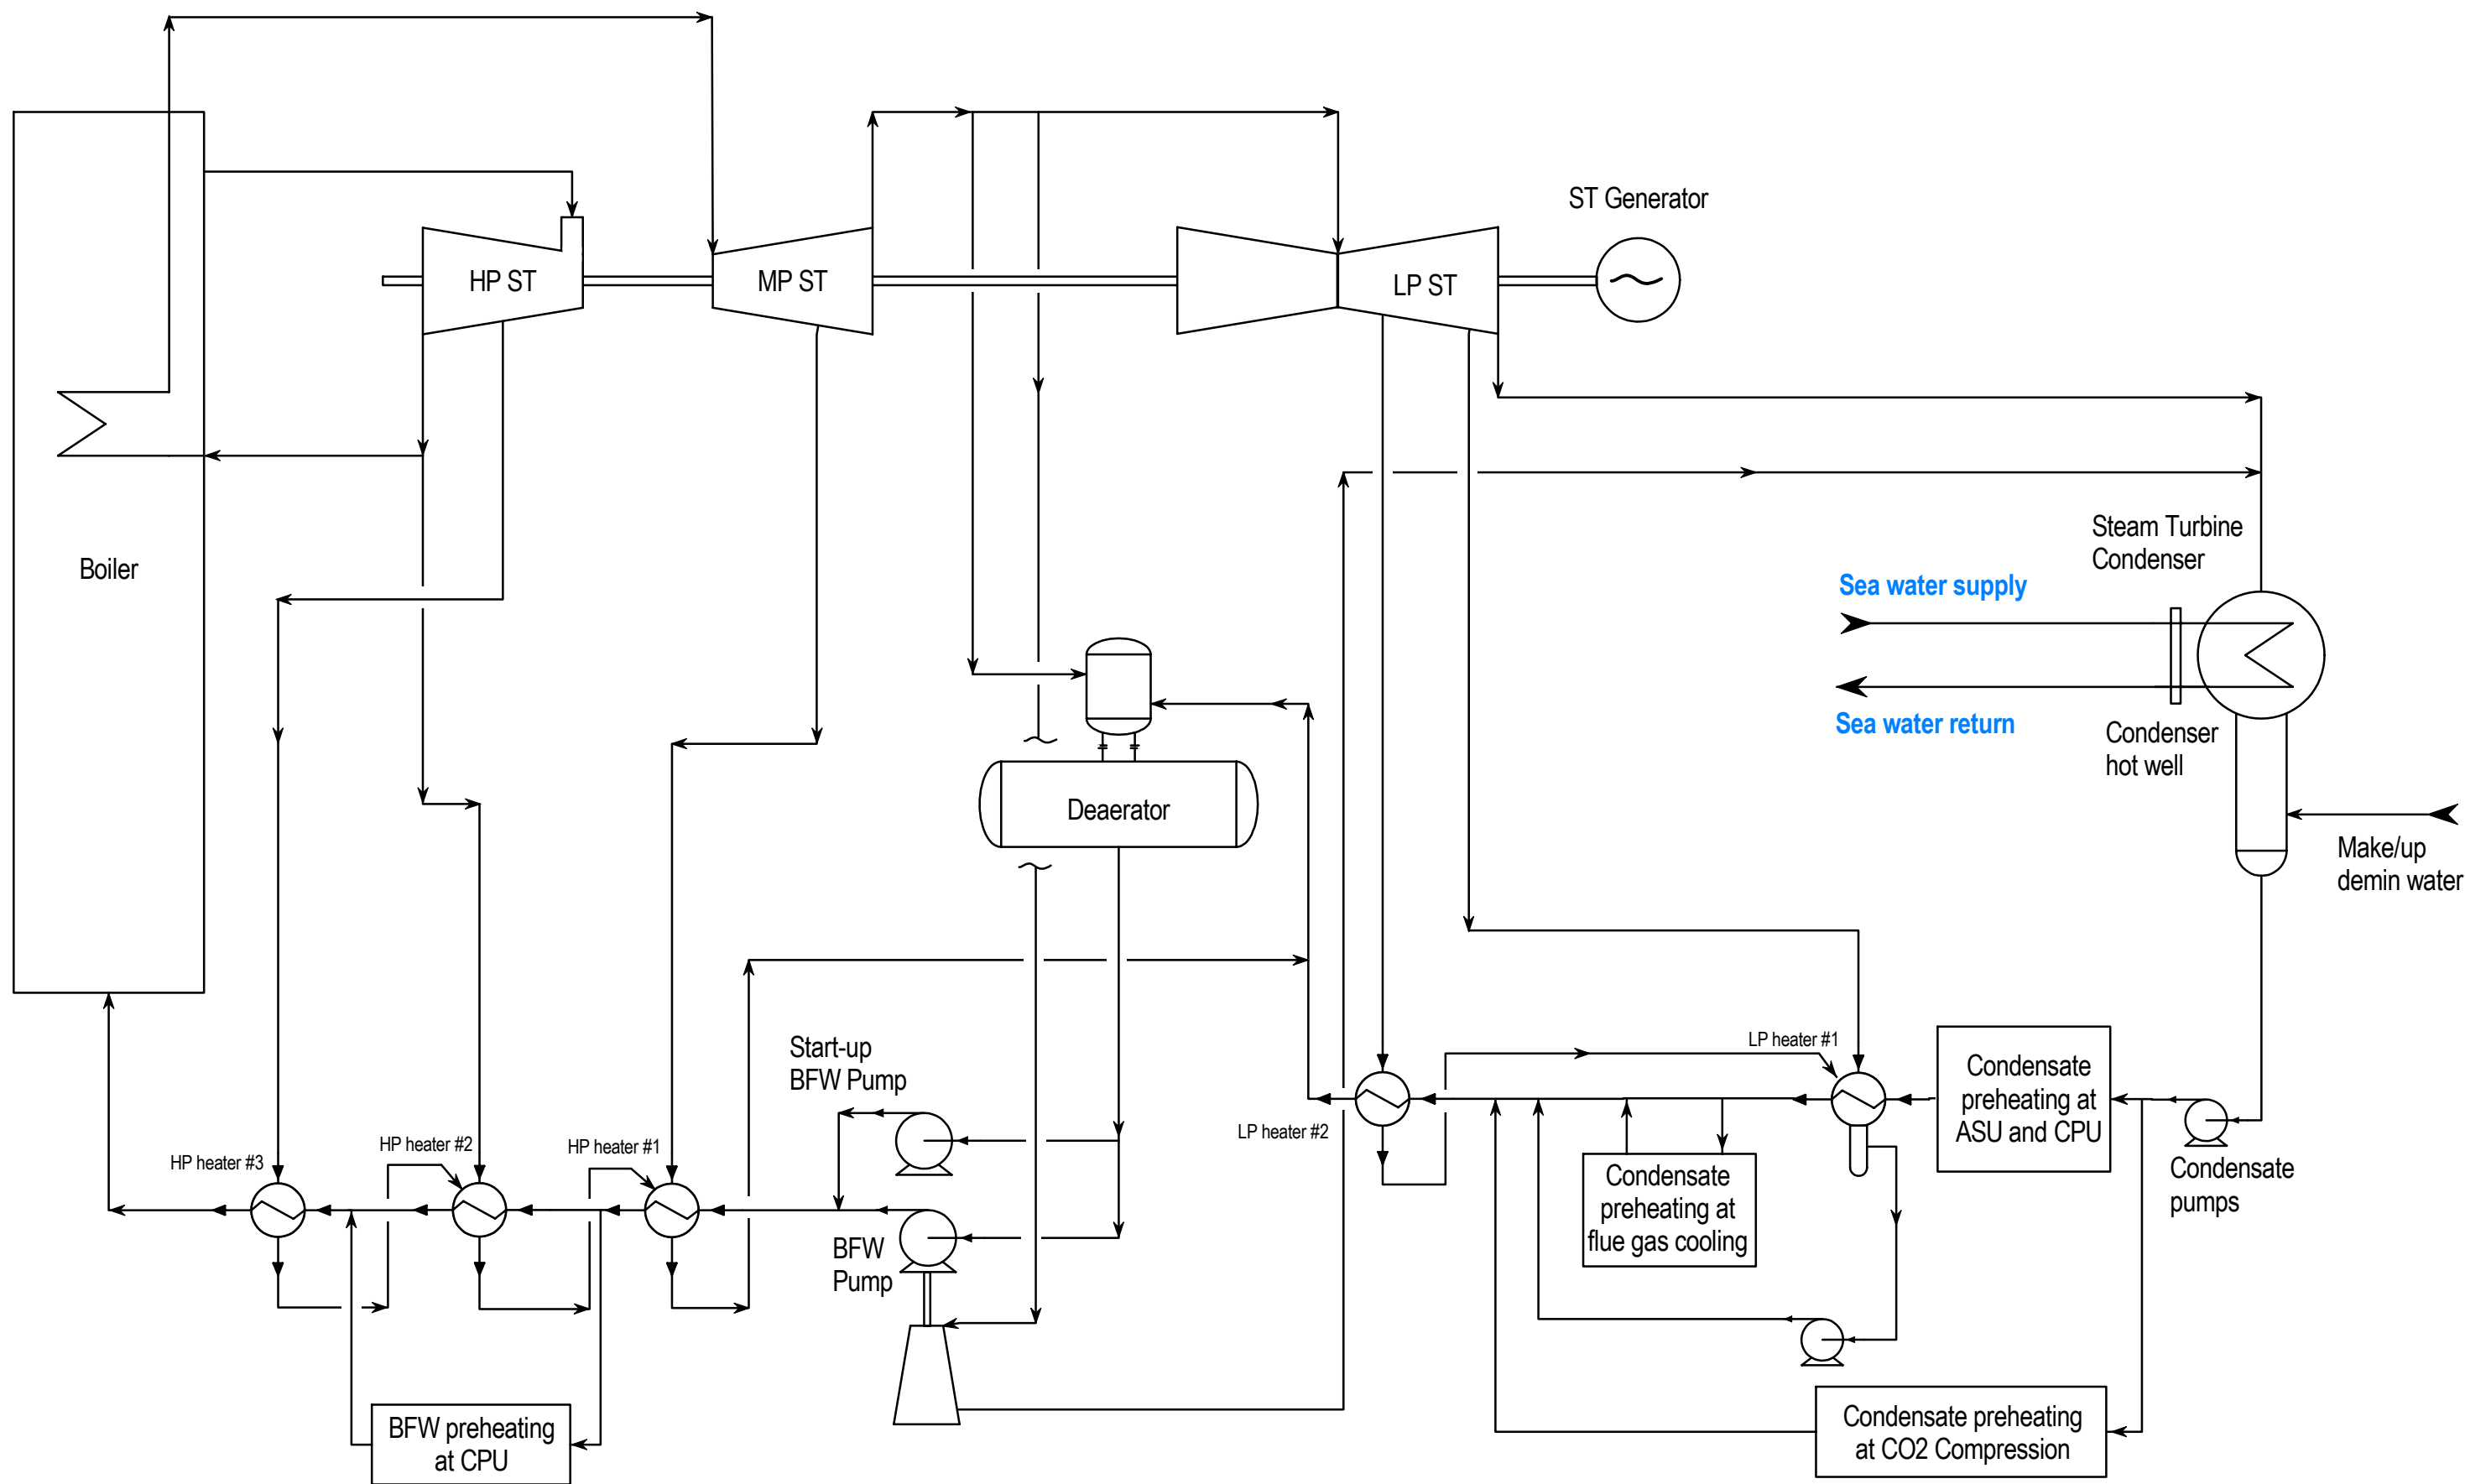 ST Generator
HP ST
MP ST
LP ST
Steam Turbine
Condenser
Boiler
Sea water supply
Sea water return
Condenser
hot well
Deaerator
Make/up
demin water
Start-up
BFW Pump
LP heater #1
Condensate
preheating at
ASU and CPU
LP heater #2
HP heater #3
HP heater #2
HP heater #1
Condensate
preheating at
flue gas cooling
Condensate
pumps
BFW
Pump
BFW preheating
at CPU
Condensate preheating
at CO2 Compression